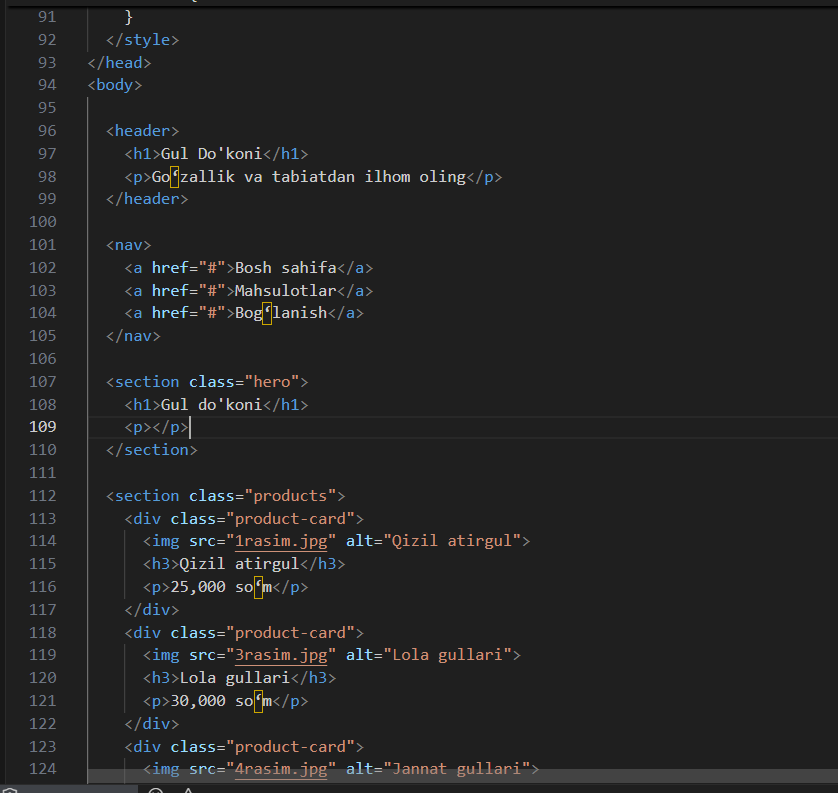 91 }
92 </style>
93 </head>
94 <body>
95
96 <header>
97 <h1>Gul Do'koni</h1>
98 <p>Go‘zallik va tabiatdan ilhom oling</p>
99 </header>
100
101 <nav>
102 <a href="#">Bosh sahifa</a>
103 <a href="#">Mahsulotlar</a>
104 <a href="#">Bog‘lanish</a>
105 </nav>
106
107 <section class="hero">
108 <h1>Gul do'koni</h1>
109 <p></p>
110 </section>
111
112 <section class="products">
113 <div class="product-card">
114 <img src="1rasim.jpg" alt="Qizil atirgul">
115 <h3>Qizil atirgul</h3>
116 <p>25,000 so‘m</p>
117 </div>
118 <div class="product-card">
119 <img src="3rasim.jpg" alt="Lola gullari">
120 <h3>Lola gullari</h3>
121 <p>30,000 so‘m</p>
122 </div>
123 <div class="product-card">
124 <img src="4rasim.jpg" alt="Jannat gullari">